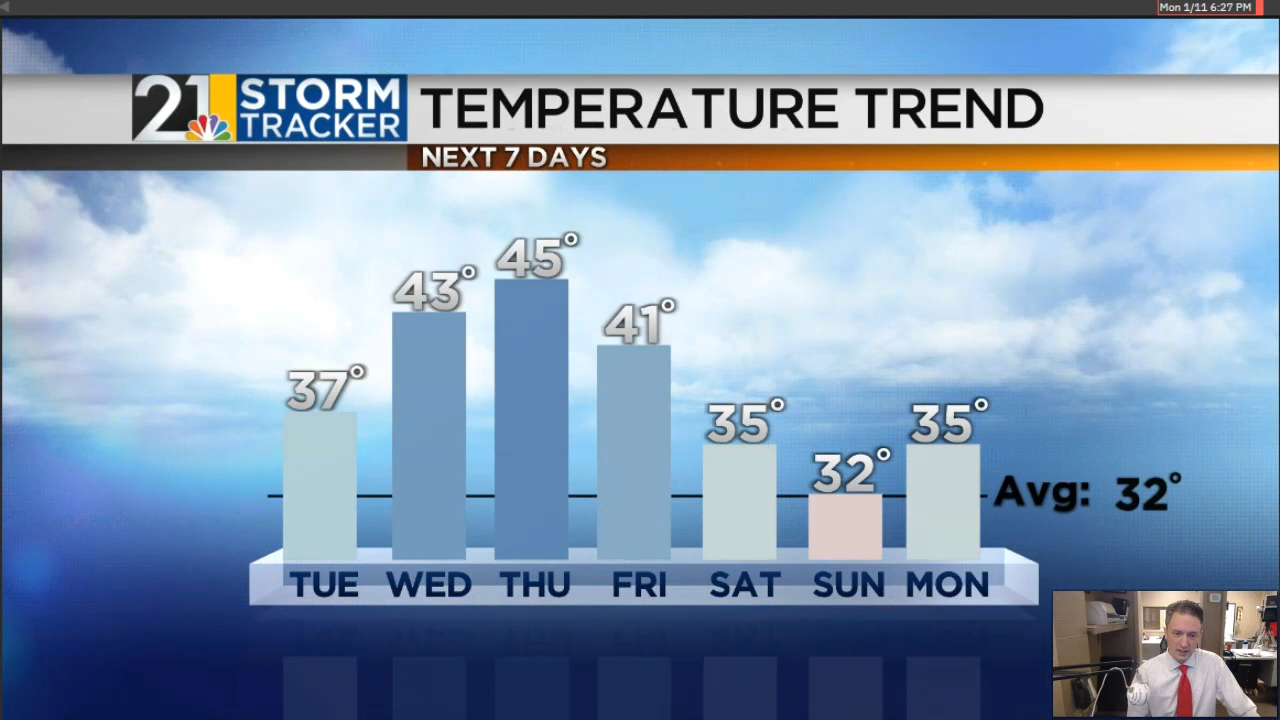 Mon 1/11 6:27 PM
21 STORM TRACKER
TEMPERATURE TREND
NEXT 7 DAYS
37° 43° 45° 41° 35° 32° 35°
Avg: 32°
TUE WED THU FRI SAT SUN MON